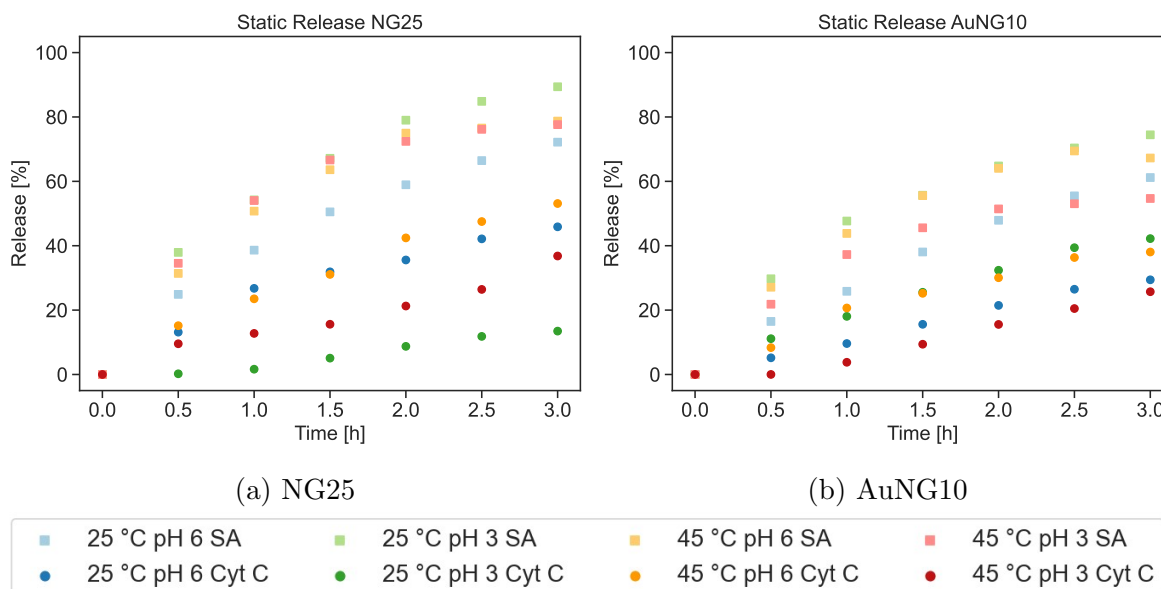 Static Release NG25
100
80
60
40
20
0
Release [%]
0.0 0.5 1.0 1.5 2.0 2.5 3.0
Time [h]
(a) NG25
Static Release AuNG10
100
80
60
40
20
0
Release [%]
0.0 0.5 1.0 1.5 2.0 2.5 3.0
Time [h]
(b) AuNG10
25 °C pH 6 SA 25 °C pH 3 SA 45 °C pH 6 SA 45 °C pH 3 SA
25 °C pH 6 Cyt C 25 °C pH 3 Cyt C 45 °C pH 6 Cyt C 45 °C pH 3 Cyt C